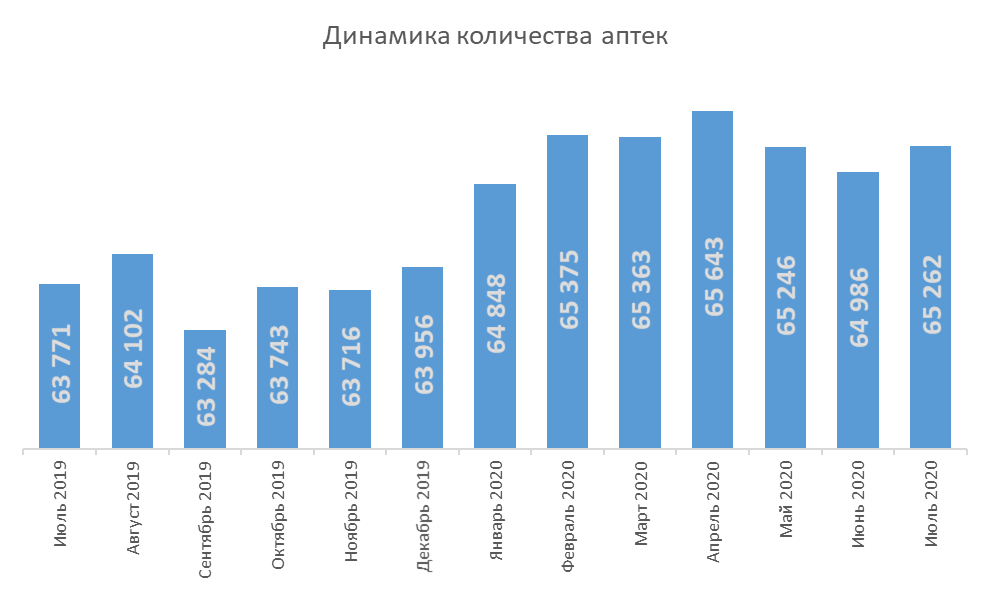 Динамика количества аптек
63 771
64 102
63 284
63 743
63 716
63 956
64 848
65 375
65 363
65 643
65 246
64 986
65 262
Июль 2019
Август 2019
Сентябрь 2019
Октябрь 2019
Ноябрь 2019
Декабрь 2019
Январь 2020
Февраль 2020
Март 2020
Апрель 2020
Май 2020
Июнь 2020
Июль 2020